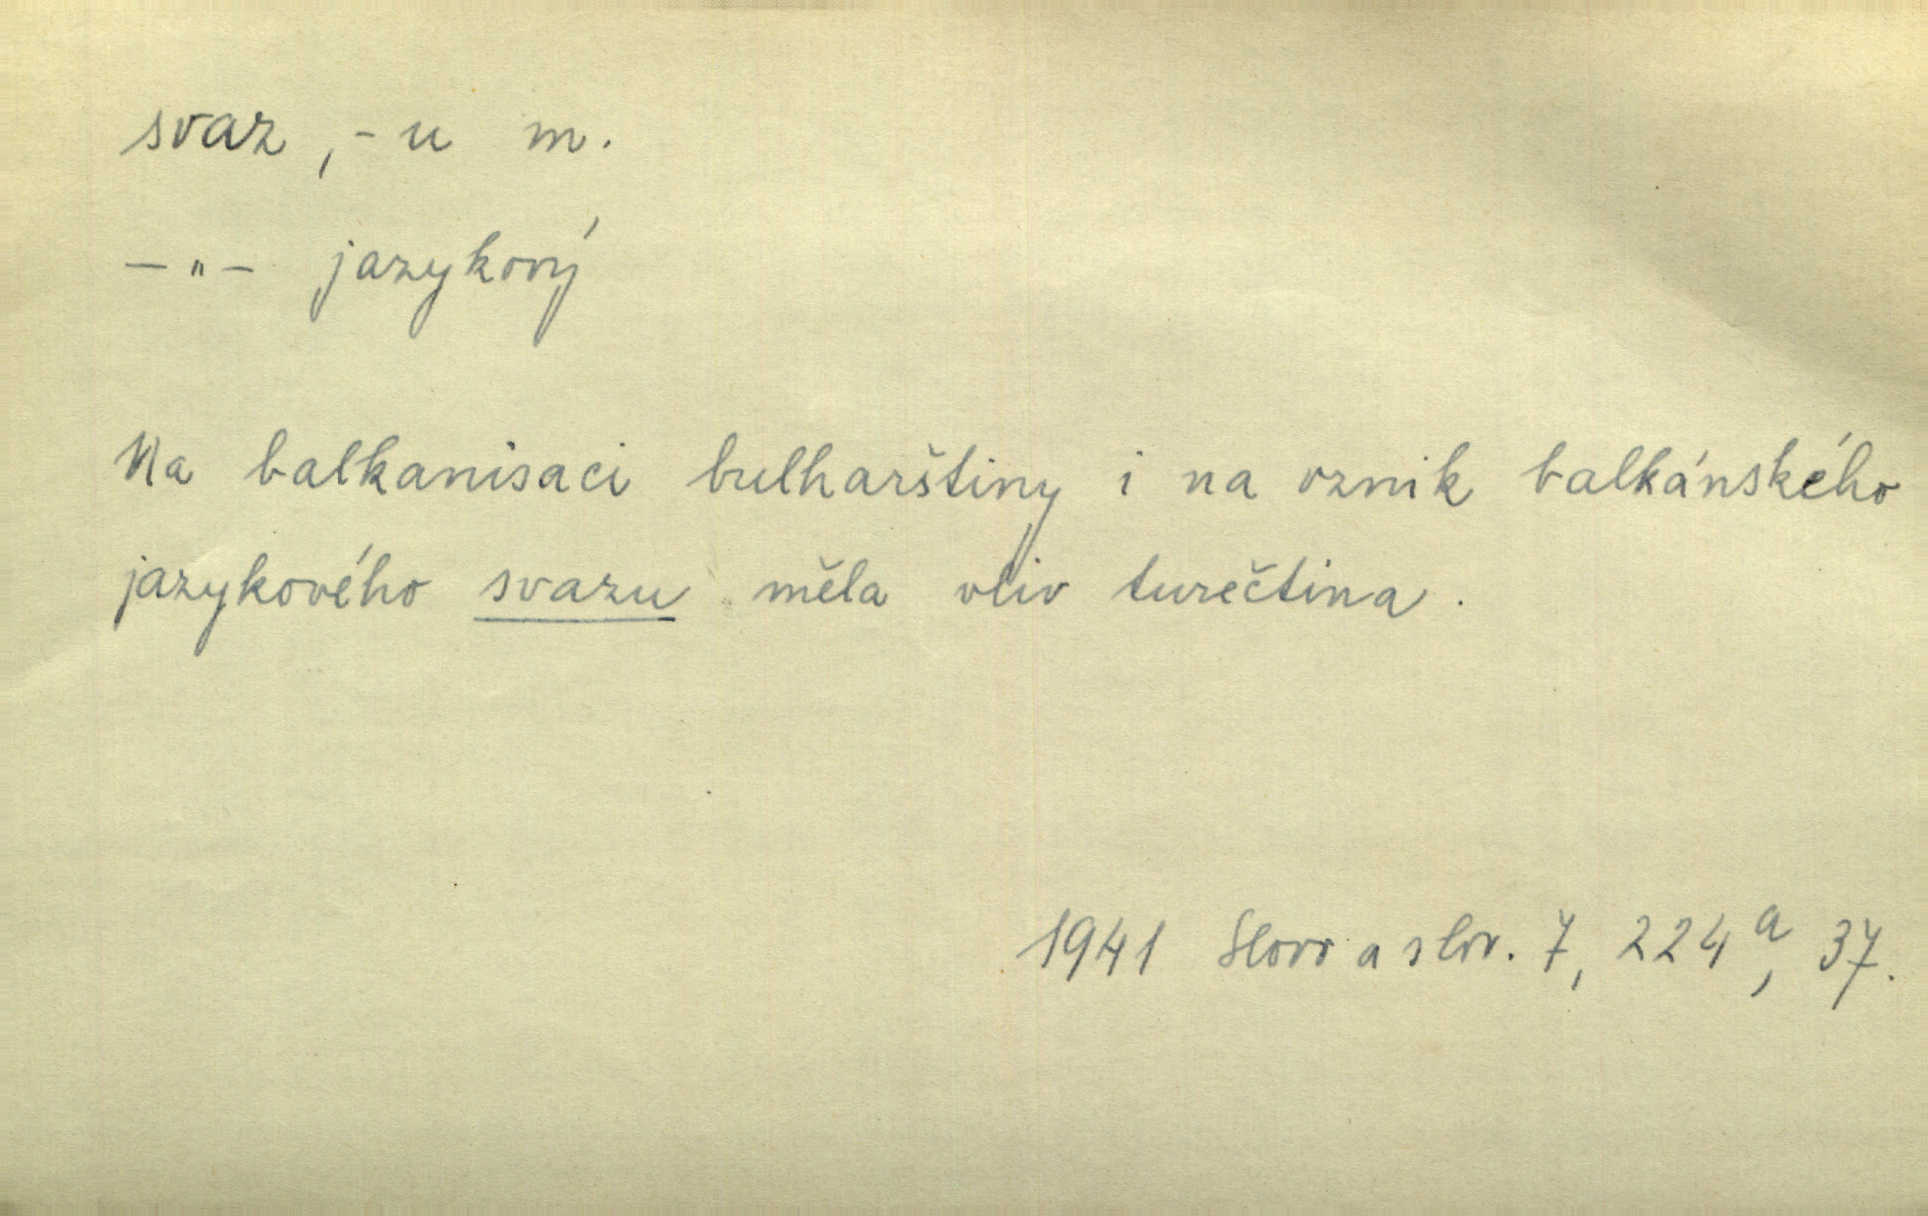 svaz, -u m.
— " — jazykový
Na balkanisaci bulharštiny i na vznik balkánského
jazykového svazu měla vliv turečtina.
1941 Slovo a slov. 7, 224a, 37.